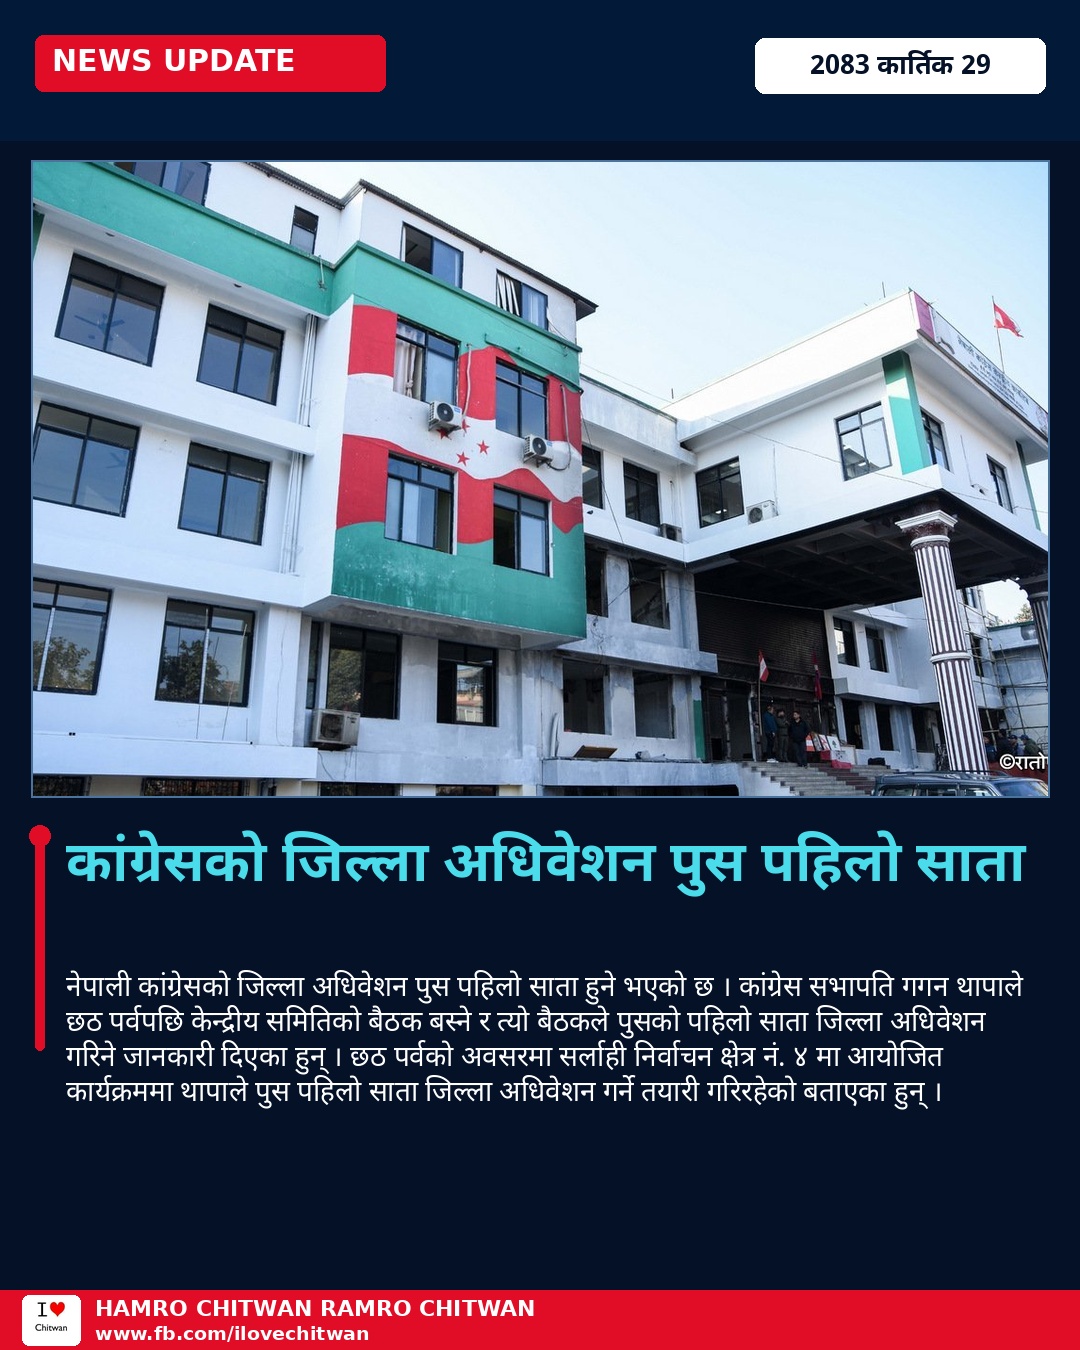 NEWS UPDATE
2083 कार्तिक 29
©रातो
कांग्रेसको जिल्ला अधिवेशन पुस पहिलो साता
नेपाली कांग्रेसको जिल्ला अधिवेशन पुस पहिलो साता हुने भएको छ । कांग्रेस सभापति गगन थापाले
छठ पर्वपछि केन्द्रीय समितिको बैठक बस्ने र त्यो बैठकले पुसको पहिलो साता जिल्ला अधिवेशन
गरिने जानकारी दिएका हुन् । छठ पर्वको अवसरमा सर्लाही निर्वाचन क्षेत्र नं. ४ मा आयोजित
कार्यक्रममा थापाले पुस पहिलो साता जिल्ला अधिवेशन गर्ने तयारी गरिरहेको बताएका हुन् ।
I ♥
Chitwan
HAMRO CHITWAN RAMRO CHITWAN
www.fb.com/ilovechitwan